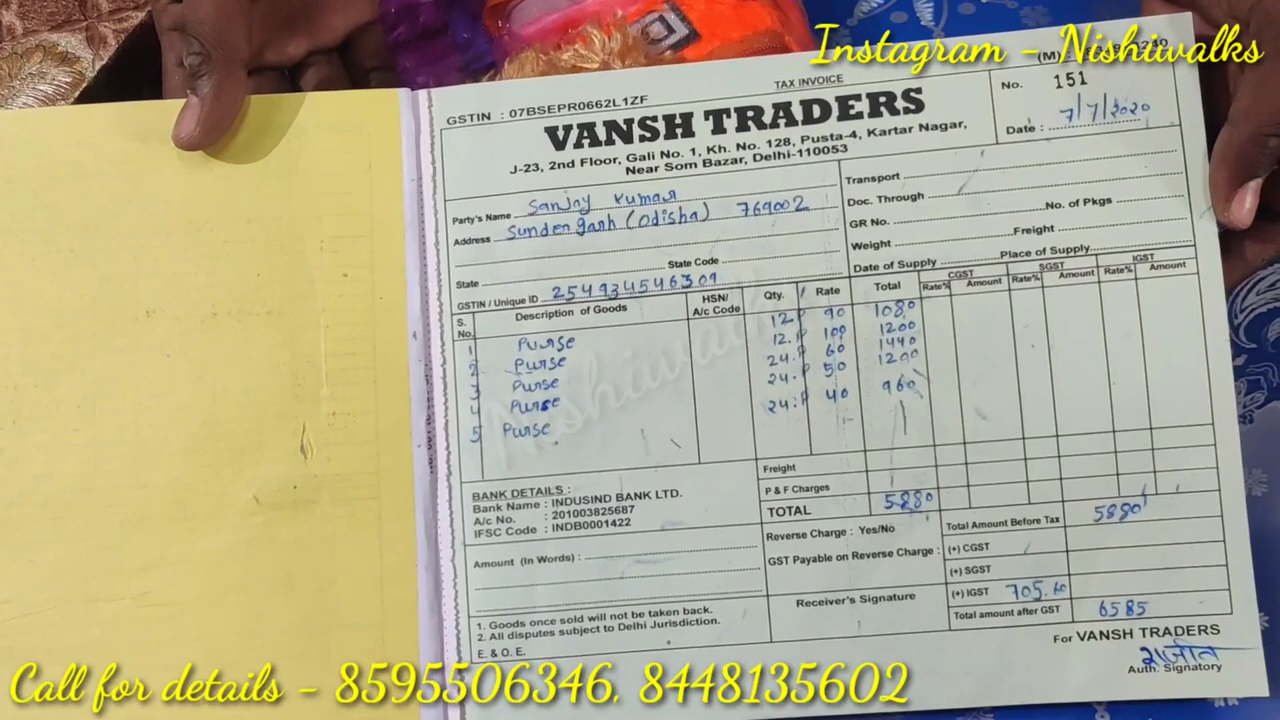 Instagram - Nishiwalks
GSTIN : 07BSEPR0662L1ZF
TAX INVOICE
(M)
VANSH TRADERS
J-23, 2nd Floor, Gali No. 1, Kh. No. 128, Pusta-4, Kartar Nagar,
Near Som Bazar, Delhi-110053
No. 151
Date : 7/7/2020
Party's Name Sanjay Kumar
Address Sundergarh (Odisha) 769002
State State Code
GSTIN / Unique ID 254934546309
Transport
Doc. Through
GR No. No. of Pkgs
Weight Freight
Date of Supply Place of Supply
S. No. Description of Goods HSN/ A/c Code Qty. Rate Total CGST SGST IGST
Rate% Amount Rate% Amount Rate% Amount
1 Purse 12.P 90 1080
2 Purse 12.P 100 1200
3 Purse 24.P 60 1440
4 Purse 24.P 50 1200
5 Purse 24.P 40 960
Nishiwalks
Freight
P & F Charges
TOTAL 5880
BANK DETAILS :
Bank Name : INDUSIND BANK LTD.
A/c No. : 201003825687
IFSC Code : INDB0001422
Amount (In Words) :
Reverse Charge : Yes/No
GST Payable on Reverse Charge :
Receiver's Signature
Total Amount Before Tax 5880
(+) CGST
(+) SGST
(+) IGST 705.60
Total amount after GST 6585
1. Goods once sold will not be taken back.
2. All disputes subject to Delhi Jurisdiction.
E. & O. E.
For VANSH TRADERS
Auth. Signatory
Call for details - 8595506346, 8448135602